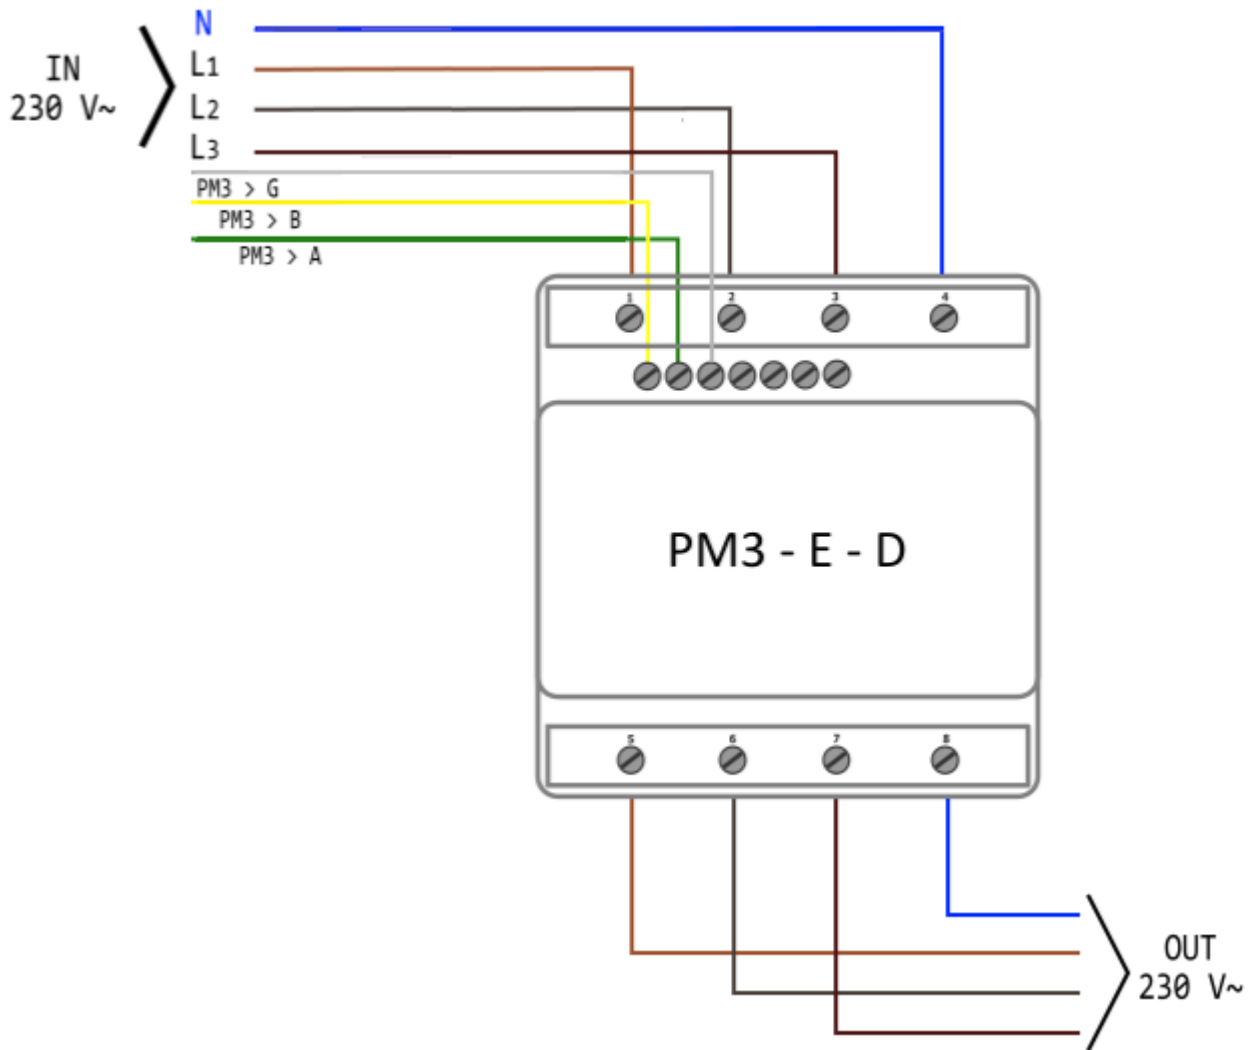 N
IN
230 V~
L1
L2
L3
PM3 > G
PM3 > B
PM3 > A
1 2 3 4
PM3 - E - D
5 6 7 8
OUT
230 V~